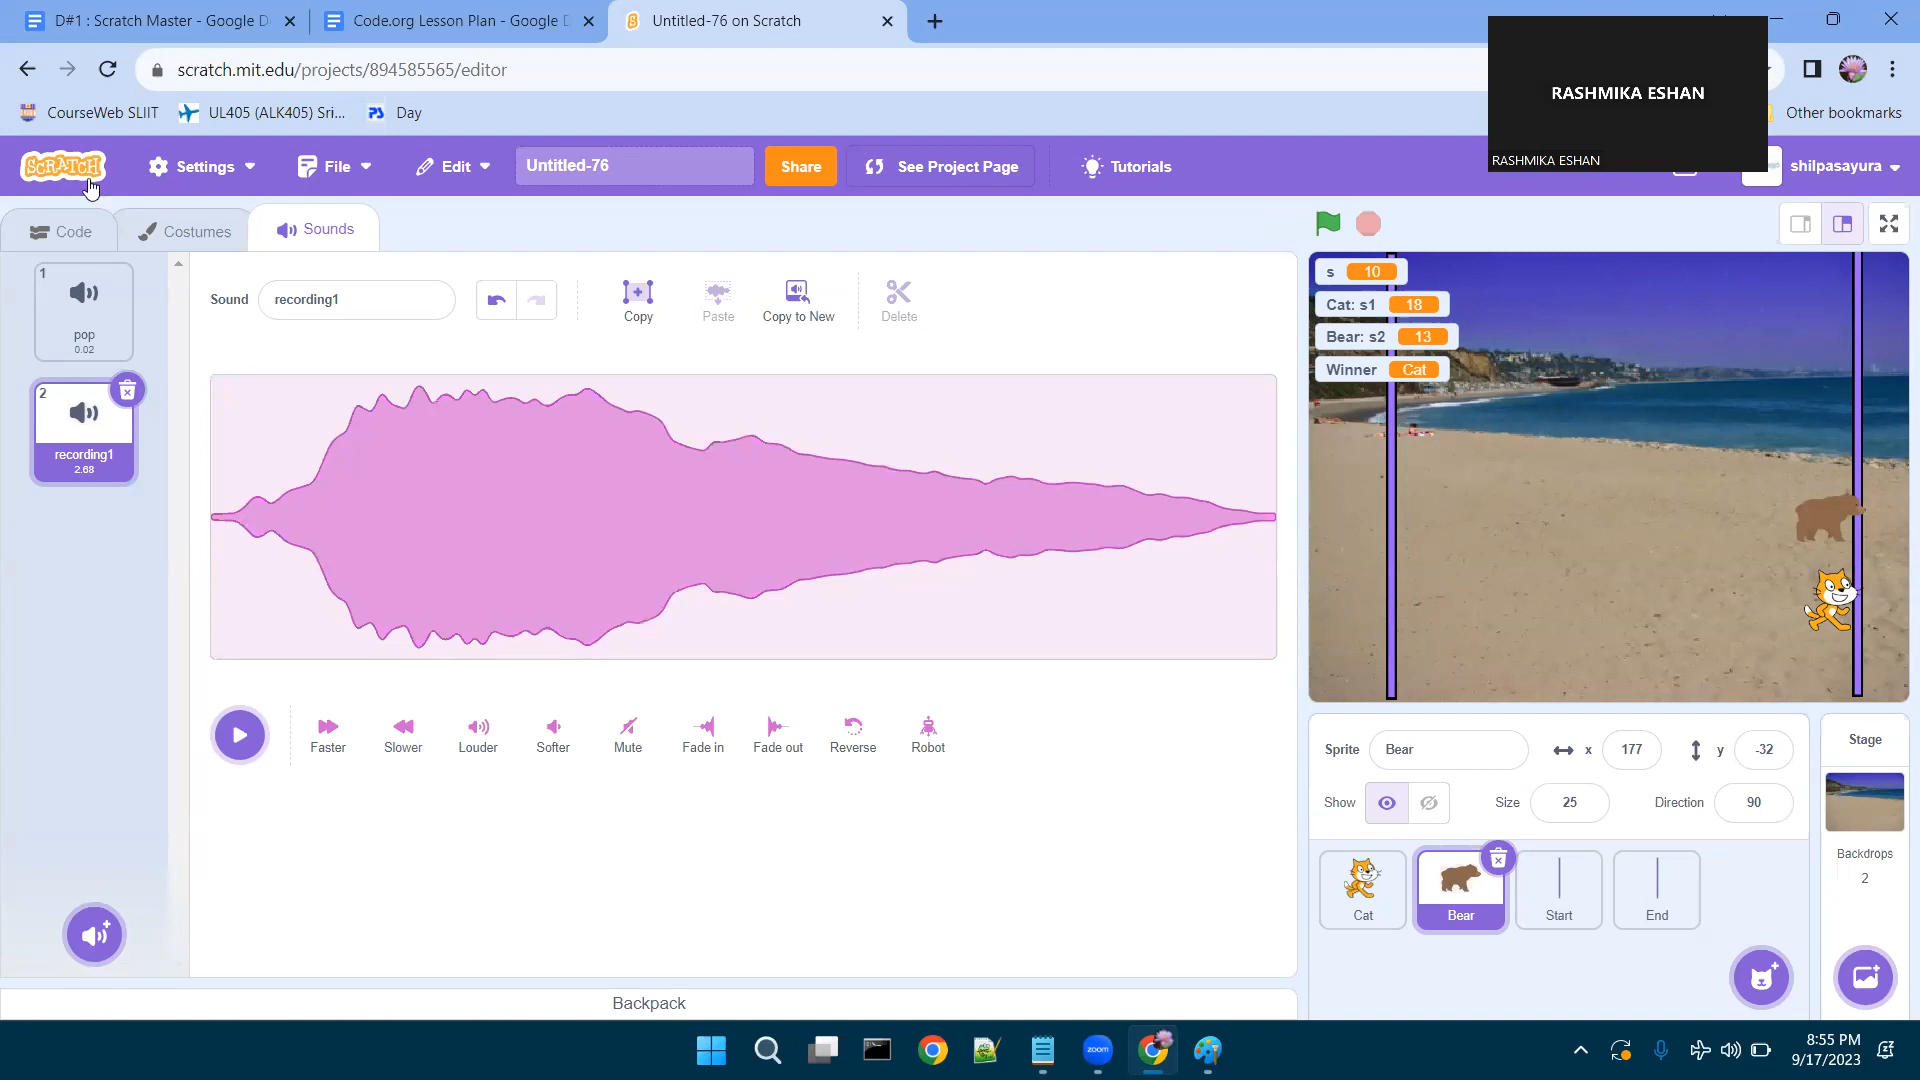 D#1 : Scratch Master - Google D
Code.org Lesson Plan - Google D
Untitled-76 on Scratch
scratch.mit.edu/projects/894585565/editor
RASHMIKA ESHAN
RASHMIKA ESHAN
CourseWeb SLIIT
UL405 (ALK405) Sri...
PS Day
Other bookmarks
SCRATCH
Settings
File
Edit
Untitled-76
Share
See Project Page
Tutorials
shilpasayura
Code
Costumes
Sounds
1
pop
0.02
2
recording1
2.68
Sound
recording1
Copy
Paste
Copy to New
Delete
Faster
Slower
Louder
Softer
Mute
Fade in
Fade out
Reverse
Robot
s 10
Cat: s1 18
Bear: s2 13
Winner Cat
Sprite Bear
x 177
y -32
Show
Size 25
Direction 90
Cat
Bear
Start
End
Stage
Backdrops
2
Backpack
zoom
8:55 PM
9/17/2023